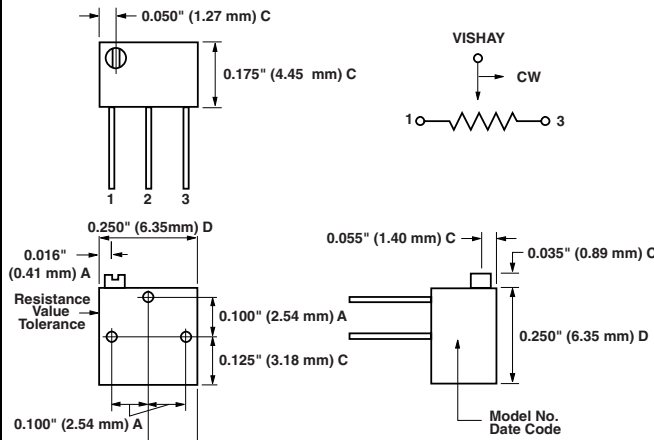 0.050" (1.27 mm) C
0.175" (4.45 mm) C
1 2 3
VISHAY
CW
1 3
0.250" (6.35mm) D
0.016"
(0.41 mm) A
Resistance
Value
Tolerance
0.100" (2.54 mm) A
0.125" (3.18 mm) C
0.100" (2.54 mm) A
0.055" (1.40 mm) C
0.035" (0.89 mm) C
0.250" (6.35 mm) D
Model No.
Date Code